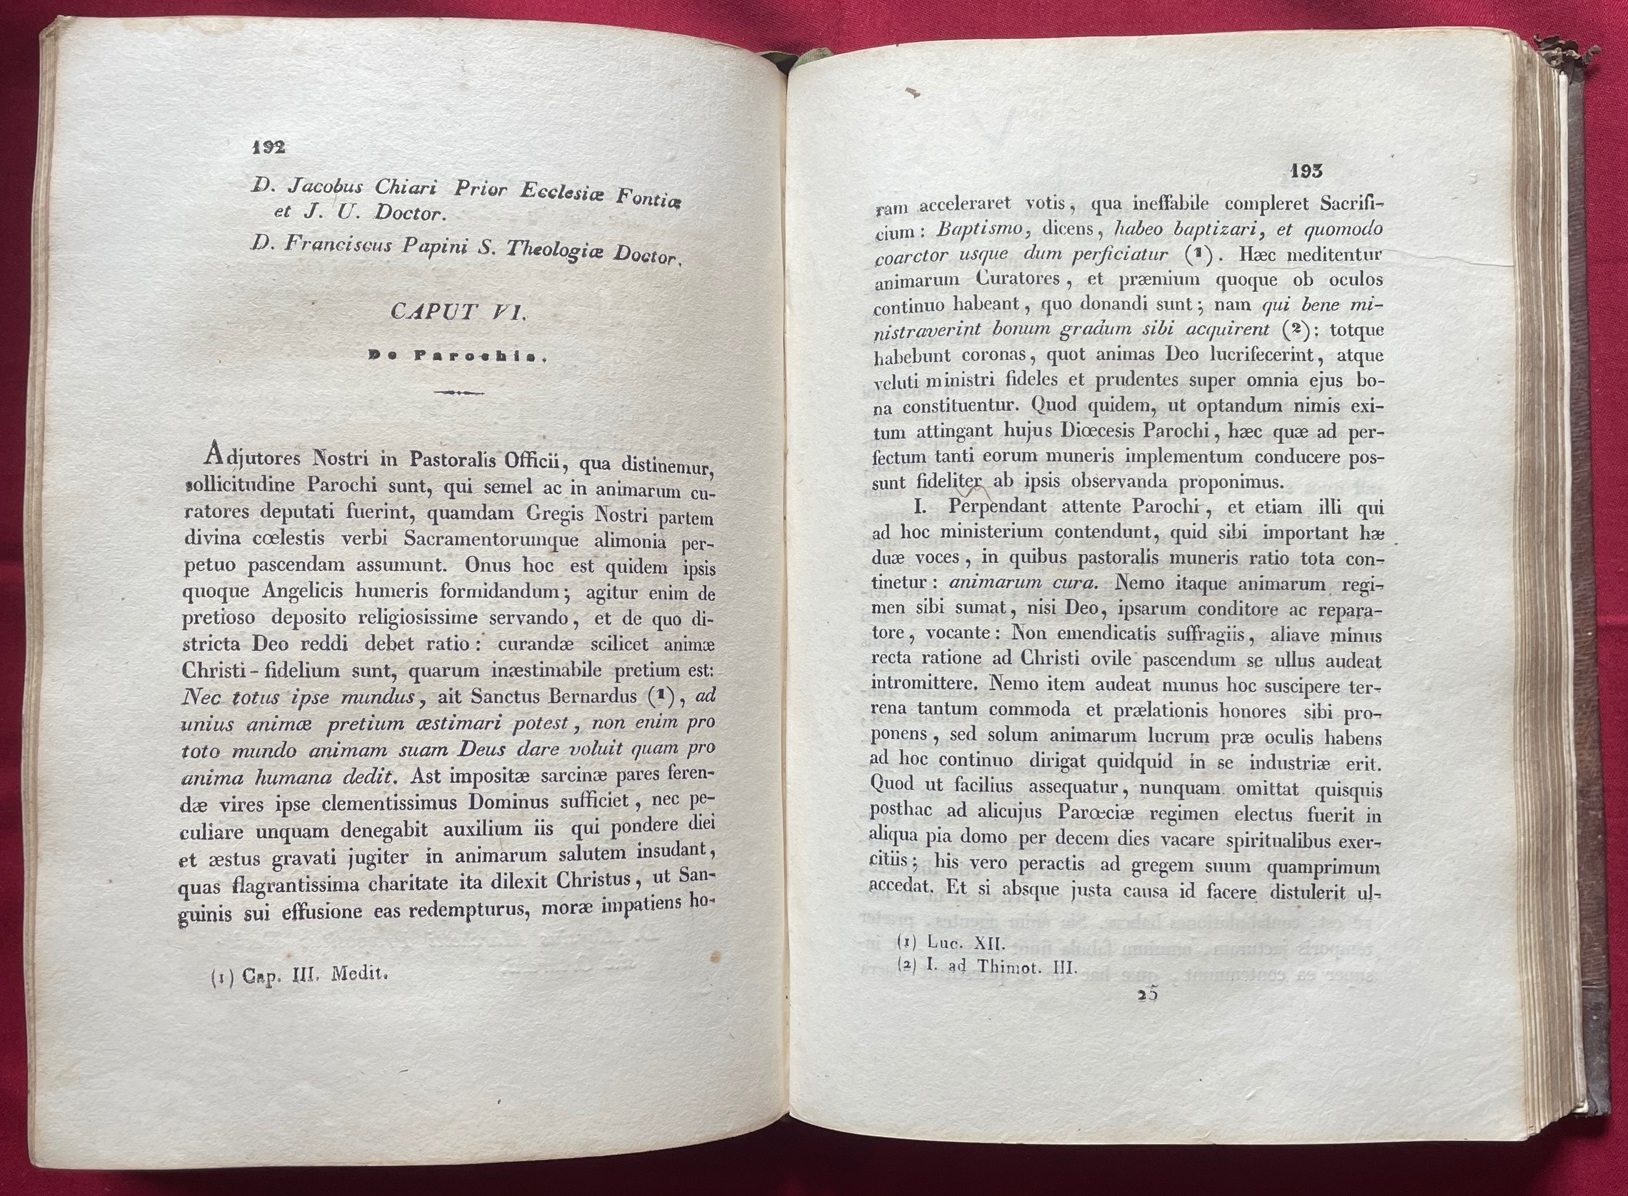 192
D. Jacobus Chiari Prior Ecclesiæ Fontiæ
et J. U. Doctor.
D. Franciscus Papini S. Theologiæ Doctor.
CAPUT VI.
De Parochis.
Adjutores Nostri in Pastoralis Officii, qua distinemur,
sollicitudine Parochi sunt, qui semel ac in animarum cu-
ratores deputati fuerint, quamdam Gregis Nostri partem
divina cœlestis verbi Sacramentorumque alimonia per-
petuo pascendam assumunt. Onus hoc est quidem ipsis
quoque Angelicis humeris formidandum; agitur enim de
pretioso deposito religiosissime servando, et de quo di-
stricta Deo reddi debet ratio: curandæ scilicet animæ
Christi-fidelium sunt, quarum inæstimabile pretium est:
Nec totus ipse mundus, ait Sanctus Bernardus (1), ad
unius animæ pretium æstimari potest, non enim pro
toto mundo animam suam Deus dare voluit quam pro
anima humana dedit. Ast impositæ sarcinæ pares feren-
dæ vires ipse clementissimus Dominus sufficiet, nec pe-
culiare unquam denegabit auxilium iis qui pondere diei
et æstus gravati jugiter in animarum salutem insudant,
quas flagrantissima charitate ita dilexit Christus, ut San-
guinis sui effusione eas redempturus, moræ impatiens ho-
(1) Cap. III. Medit.
193
ram acceleraret votis, qua ineffabile compleret Sacrifi-
cium: Baptismo, dicens, habeo baptizari, et quomodo
coarctor usque dum perficiatur (1). Hæc meditentur
animarum Curatores, et præmium quoque ob oculos
continuo habeant, quo donandi sunt; nam qui bene mi-
nistraverint bonum gradum sibi acquirent (2): totque
habebunt coronas, quot animas Deo lucrifecerint, atque
veluti ministri fideles et prudentes super omnia ejus bo-
na constituentur. Quod quidem, ut optandum nimis exi-
tum attingant hujus Diœcesis Parochi, hæc quæ ad per-
fectum tanti eorum muneris implementum conducere pos-
sunt fideliter ab ipsis observanda proponimus.
I. Perpendant attente Parochi, et etiam illi qui
ad hoc ministerium contendunt, quid sibi important hæ
duæ voces, in quibus pastoralis muneris ratio tota con-
tinetur: animarum cura. Nemo itaque animarum regi-
men sibi sumat, nisi Deo, ipsarum conditore ac repara-
tore, vocante: Non emendicatis suffragiis, aliave minus
recta ratione ad Christi ovile pascendum se ullus audeat
intromittere. Nemo item audeat munus hoc suscipere ter-
rena tantum commoda et prælationis honores sibi pro-
ponens, sed solum animarum lucrum præ oculis habens
ad hoc continuo dirigat quidquid in se industriæ erit.
Quod ut facilius assequatur, nunquam omittat quisquis
posthac ad alicujus Parœciæ regimen electus fuerit in
aliqua pia domo per decem dies vacare spiritualibus exer-
citiis; his vero peractis ad gregem suum quamprimum
accedat. Et si absque justa causa id facere distulerit ul-
(1) Luc. XII.
(2) I. ad Thimot. III.
25